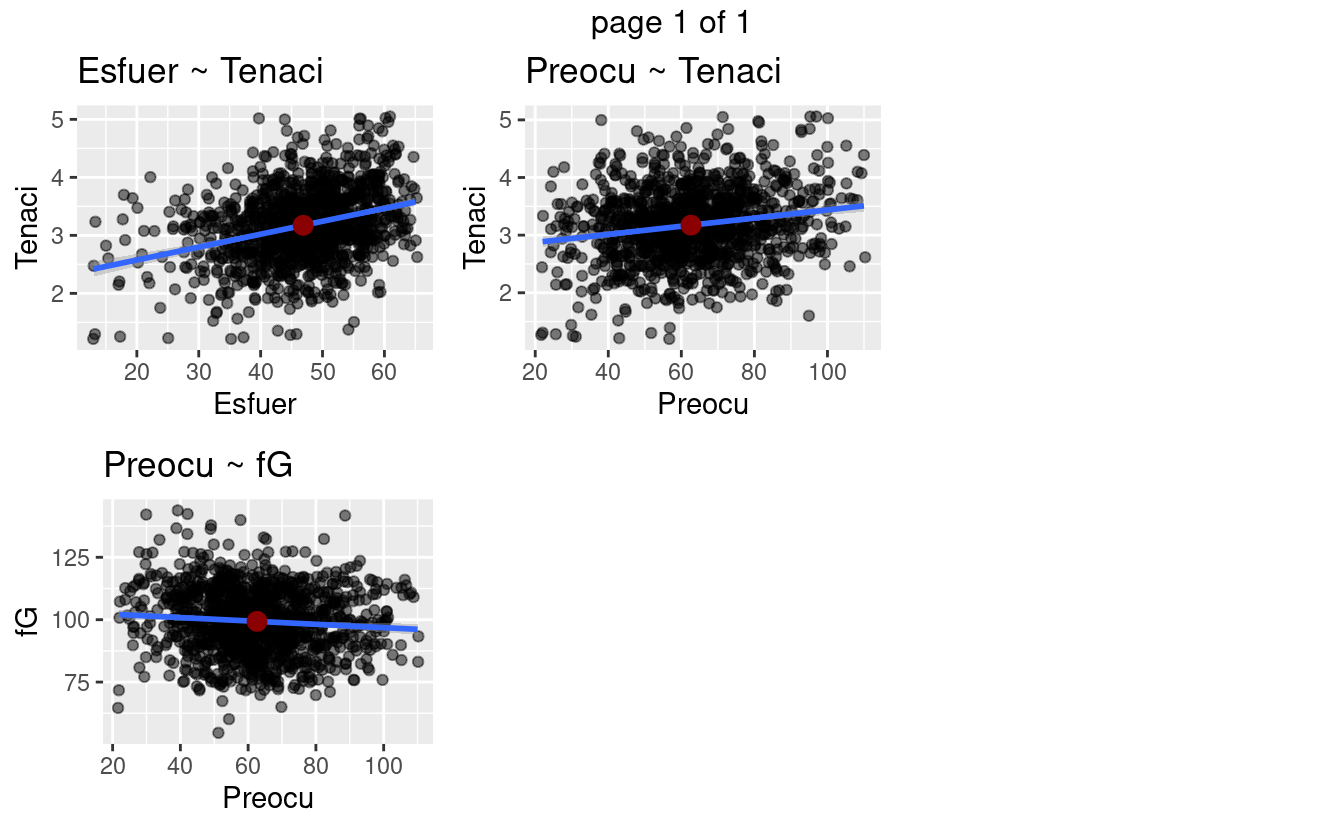 page 1 of 1
Esfuer ~ Tenaci
Tenaci
5
4
3
2
20 30 40 50 60
Esfuer
Preocu ~ Tenaci
Tenaci
5
4
3
2
20 40 60 80 100
Preocu
Preocu ~ fG
fG
125
100
75
20 40 60 80 100
Preocu